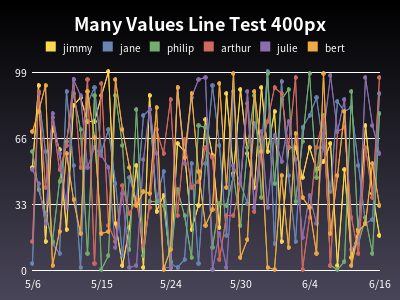 Many Values Line Test 400px
jimmy jude philip arthur julie bert
99
66
33
0
5/6 5/15 5/24 5/30 6/4 6/16